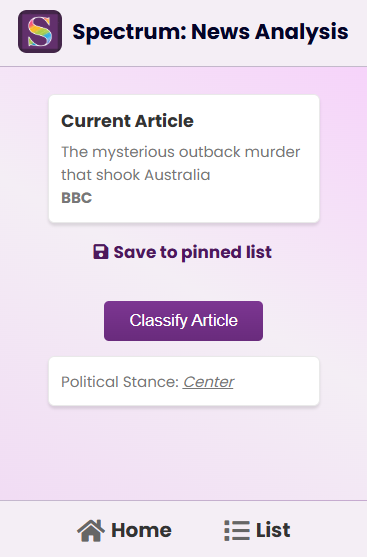 S
Spectrum: News Analysis
Current Article
The mysterious outback murder
that shook Australia
BBC
Save to pinned list
Classify Article
Political Stance: Center
Home
List